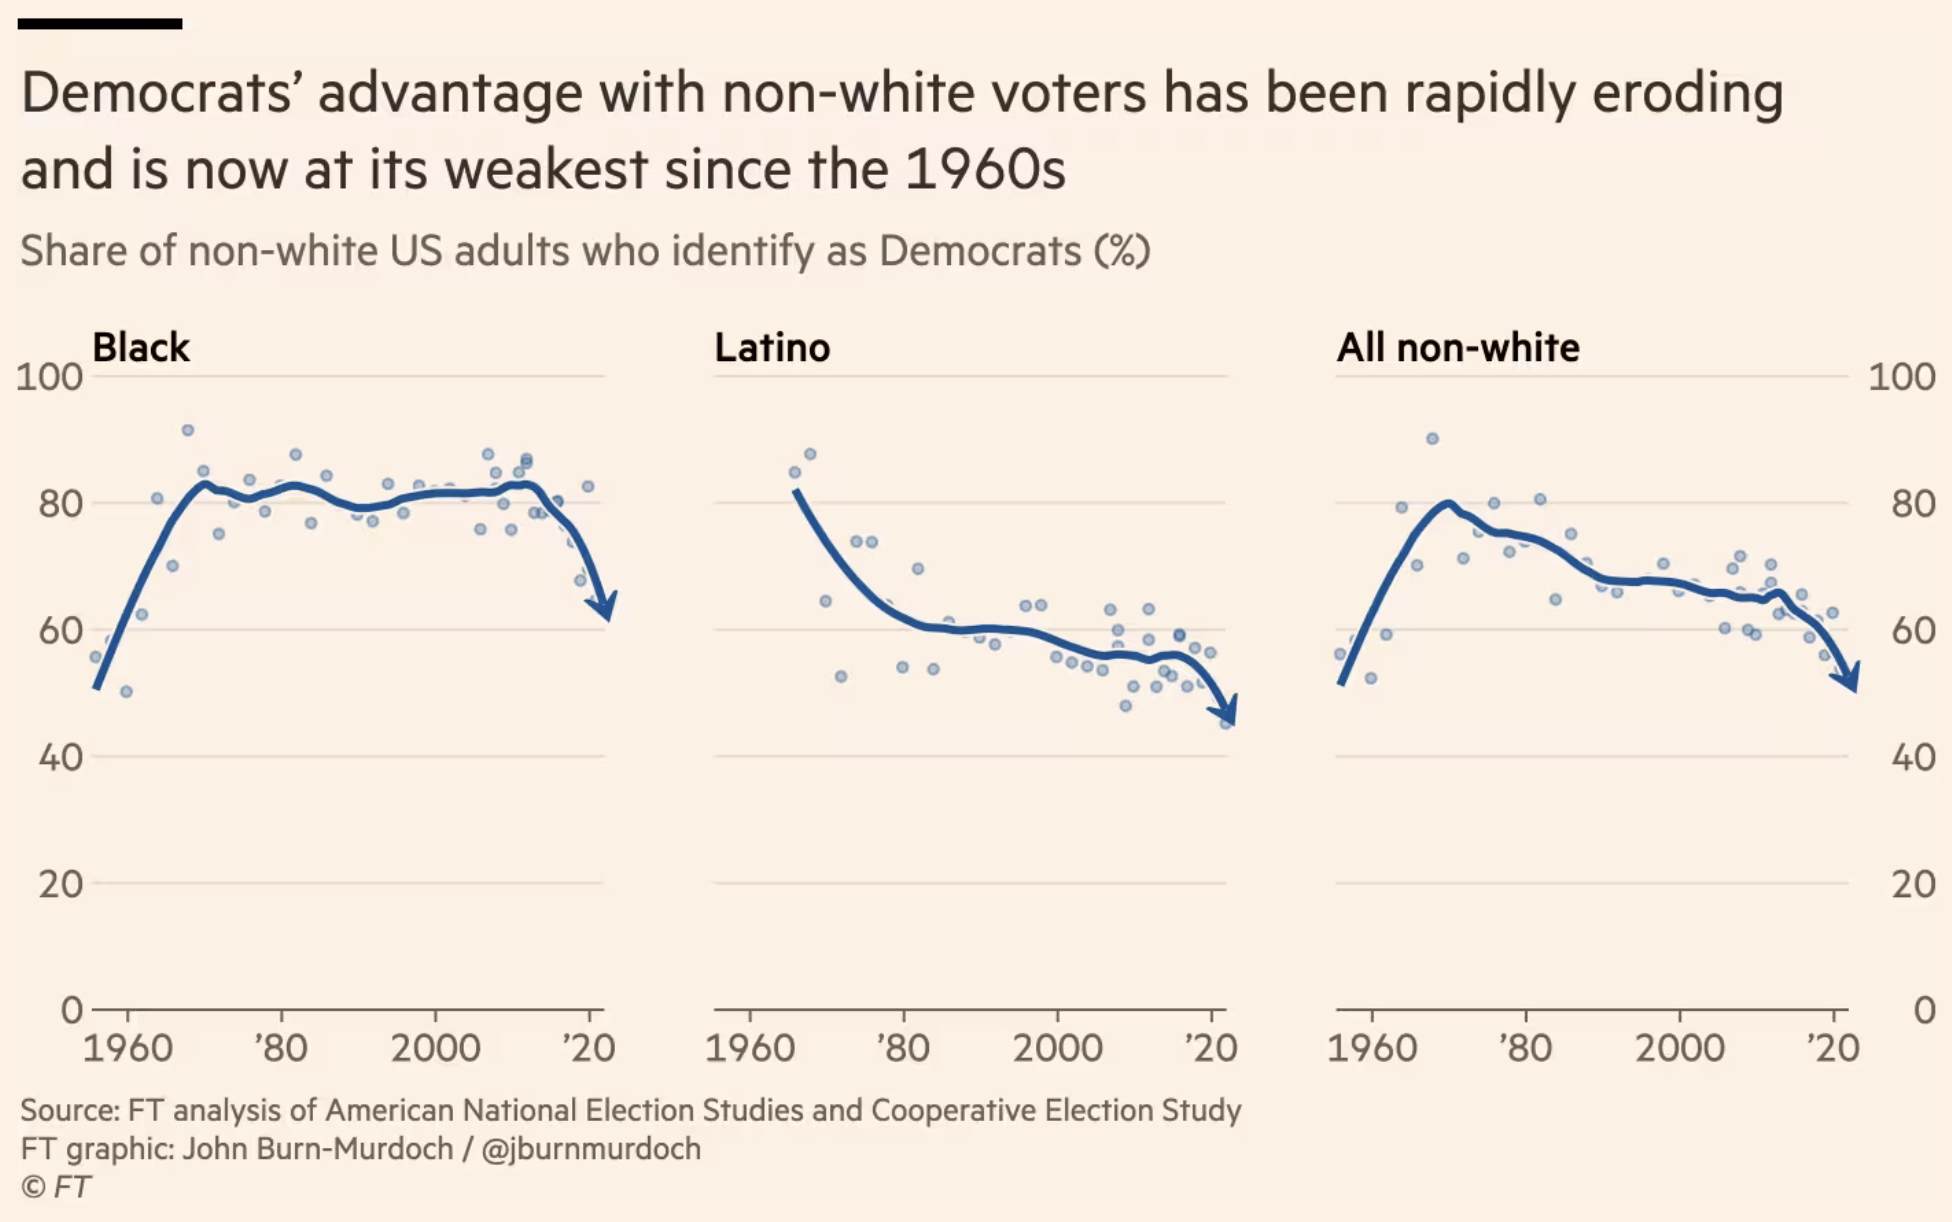 Democrats’ advantage with non-white voters has been rapidly eroding
and is now at its weakest since the 1960s
Share of non-white US adults who identify as Democrats (%)
Black
Latino
All non-white
100
80
60
40
20
0
100
80
60
40
20
0
1960 ’80 2000 ’20
1960 ’80 2000 ’20
1960 ’80 2000 ’20
Source: FT analysis of American National Election Studies and Cooperative Election Study
FT graphic: John Burn-Murdoch / @jburnmurdoch
© FT